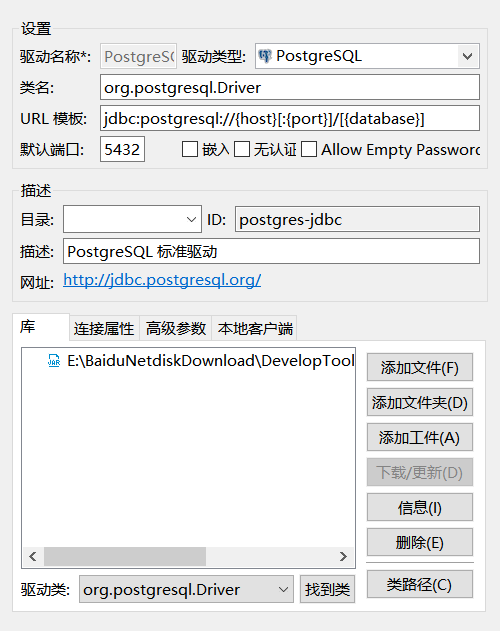 设置
驱动名称*: PostgreSQ 驱动类型: PostgreSQL
类名: org.postgresql.Driver
URL 模板: jdbc:postgresql://{host}[:{port}]/[{database}]
默认端口: 5432 嵌入 无认证 Allow Empty Password
描述
目录: ID: postgres-jdbc
描述: PostgreSQL 标准驱动
网址: http://jdbc.postgresql.org/
库 连接属性 高级参数 本地客户端
JAR E:\BaiduNetdiskDownload\DevelopTool
添加文件(F)
添加文件夹(D)
添加工件(A)
下载/更新(D)
信息(I)
删除(E)
类路径(C)
驱动类: org.postgresql.Driver 找到类